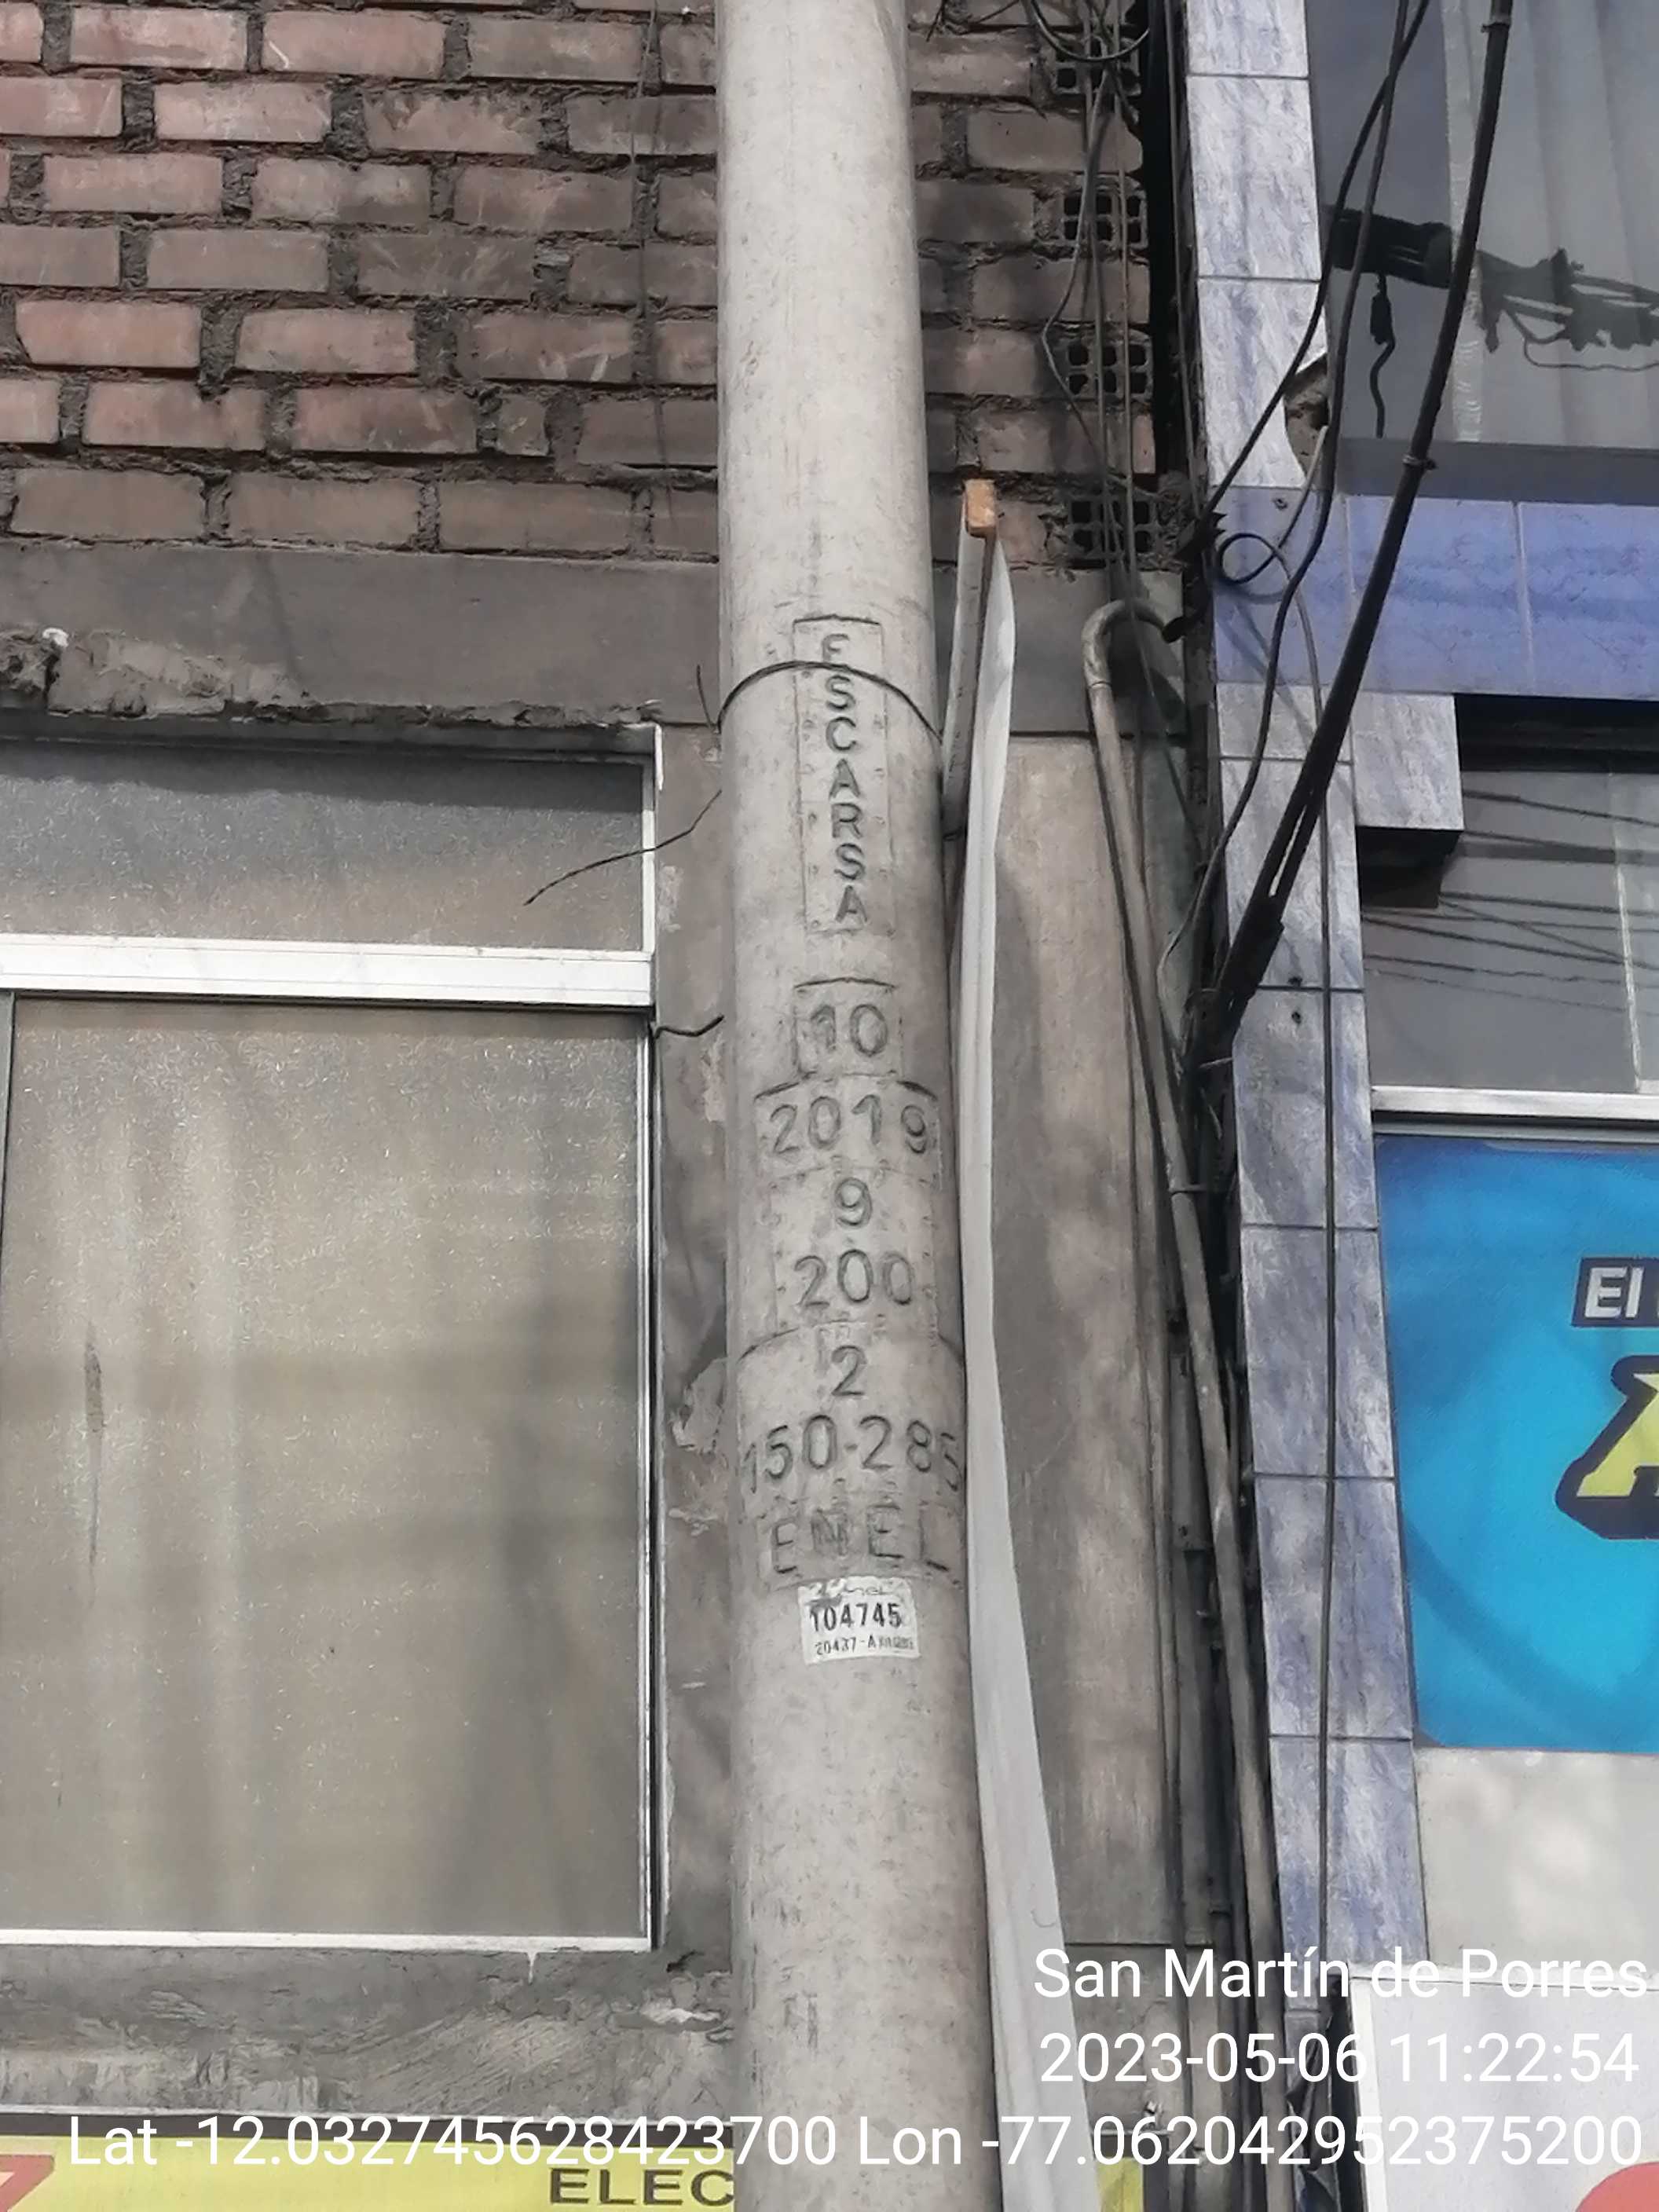 ESCARSA
10
2019
9
200
2
150-285
ENEL
104745
El
ELEC
San Martín de Porres
2023-05-06 11:22:54
Lat -12.032745628423700 Lon -77.062042952375200